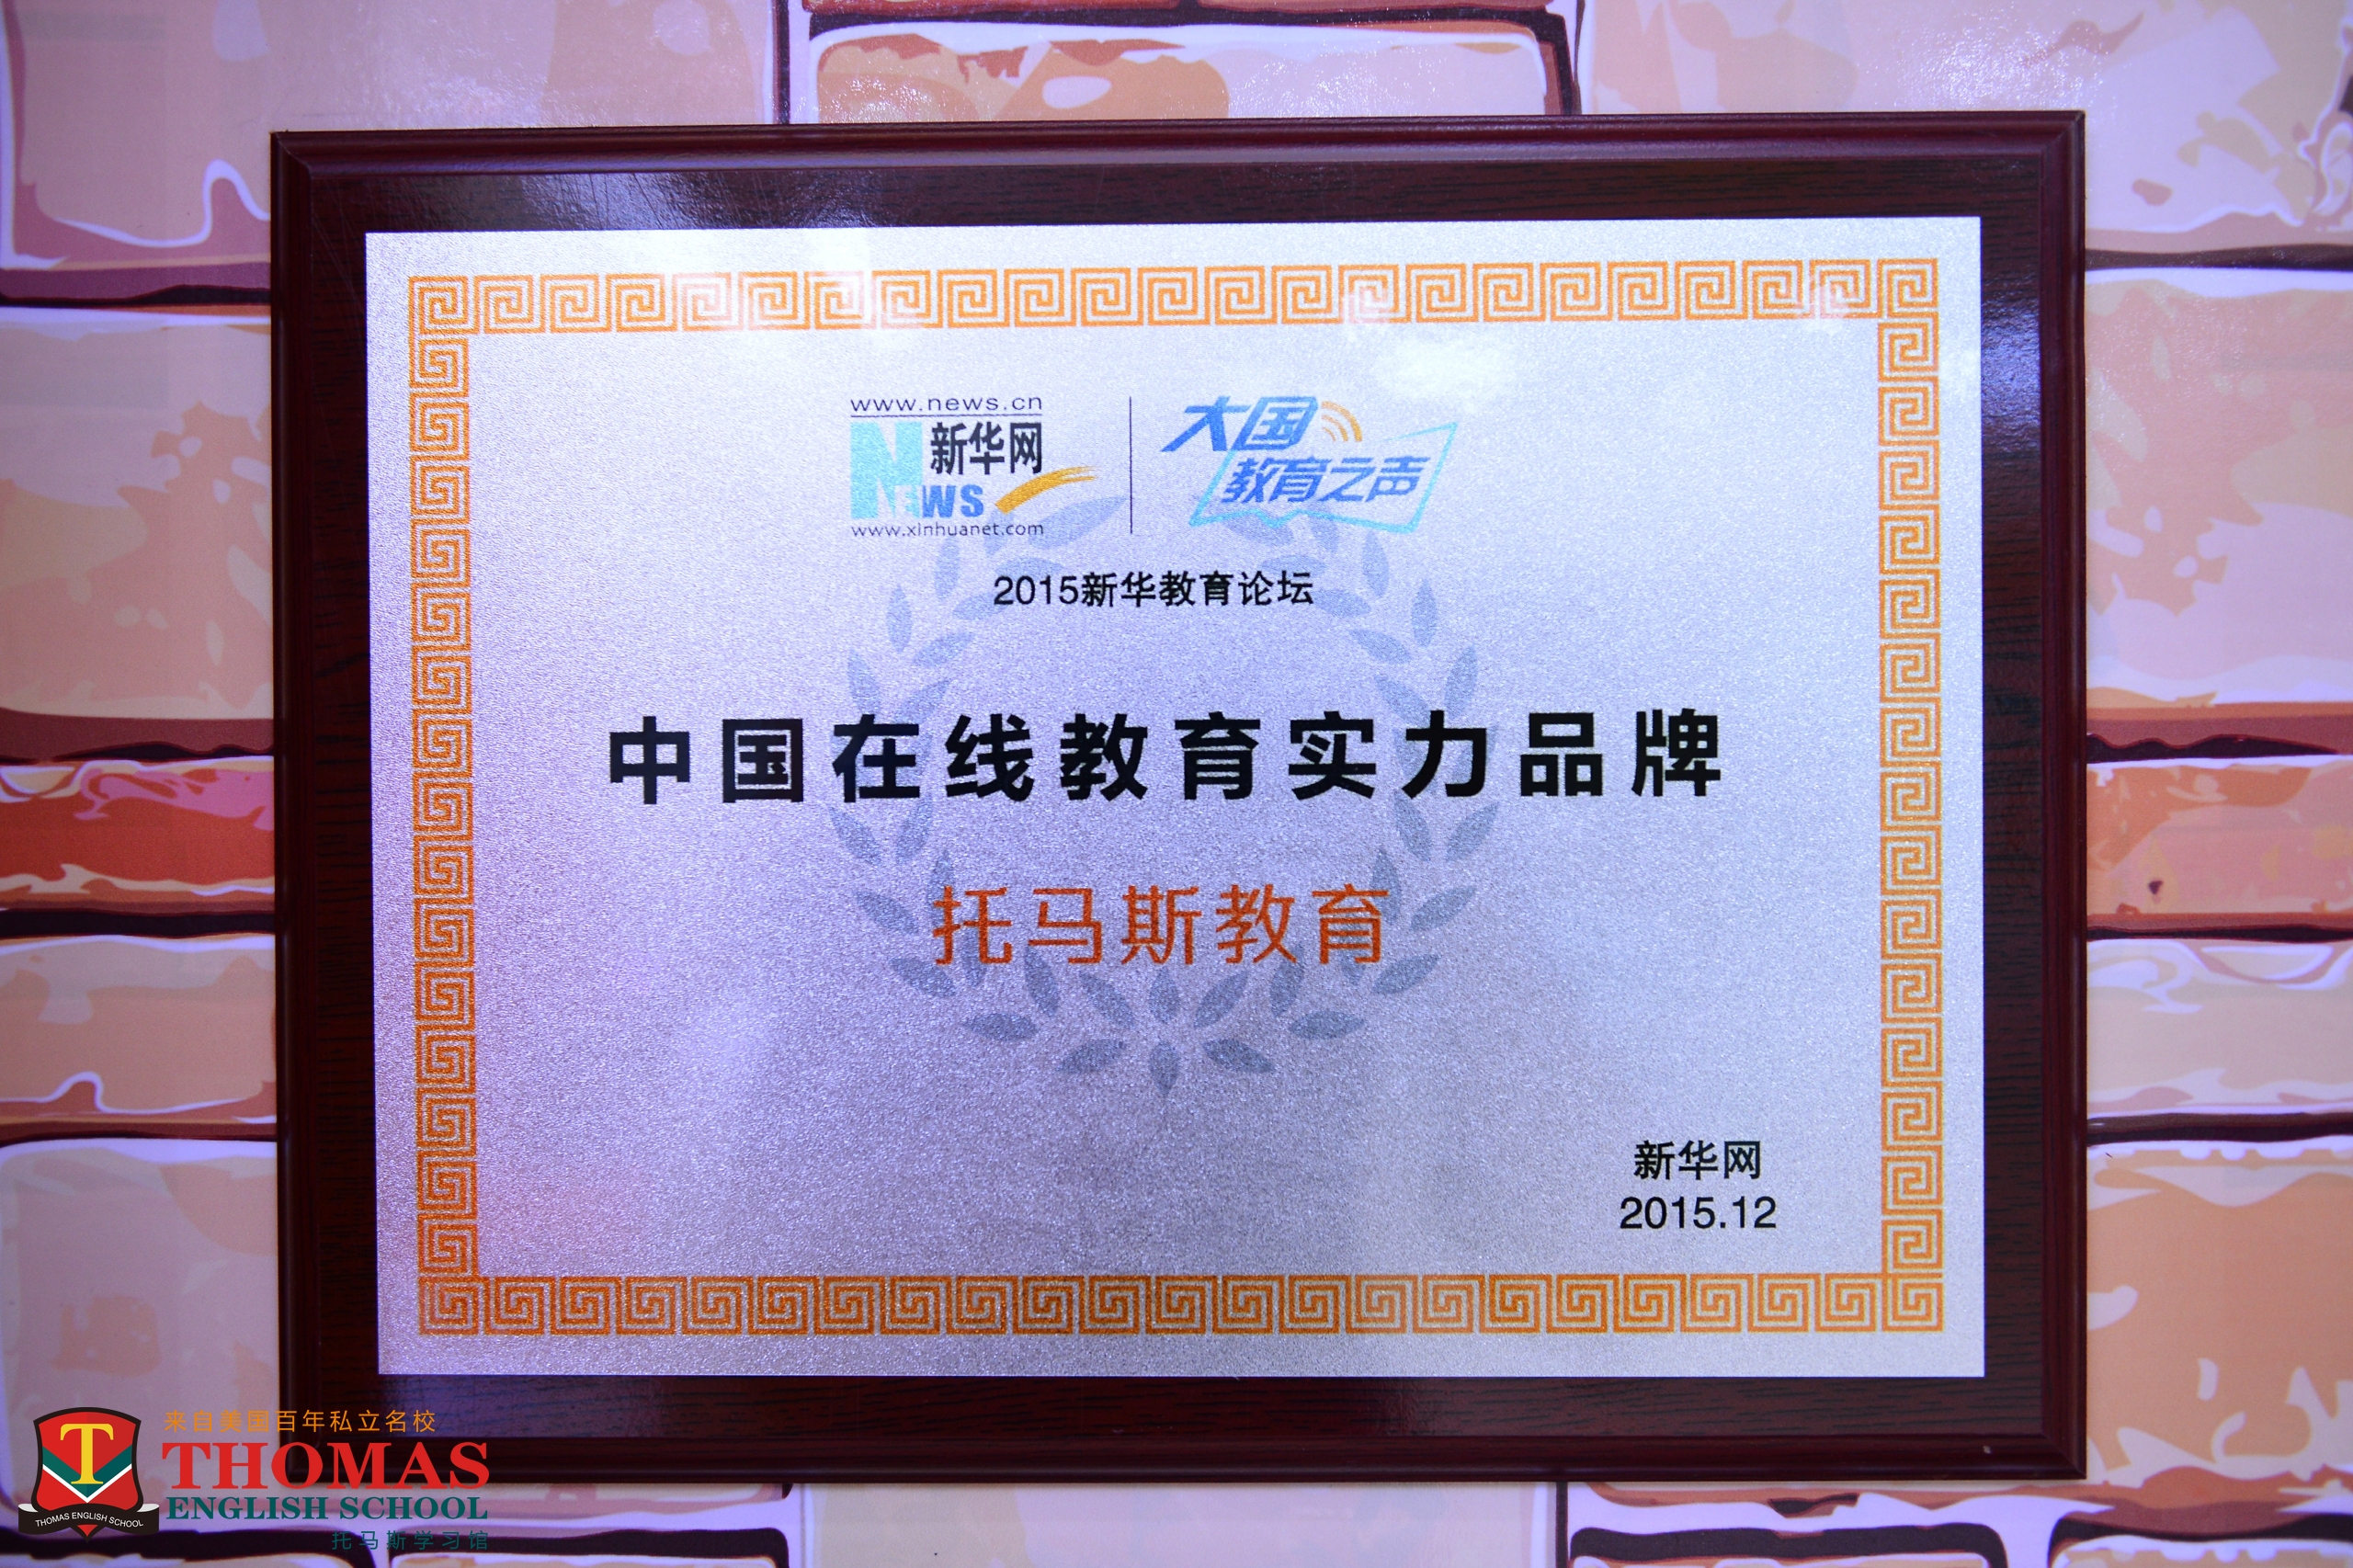 www.news.cn
新华网
NEWS
www.xinhuanet.com
大国
教育之声
2015新华教育论坛
中国在线教育实力品牌
托马斯教育
新华网
2015.12
来自美国百年私立名校
T
THOMAS
ENGLISH SCHOOL
THOMAS ENGLISH SCHOOL
托马斯学习馆